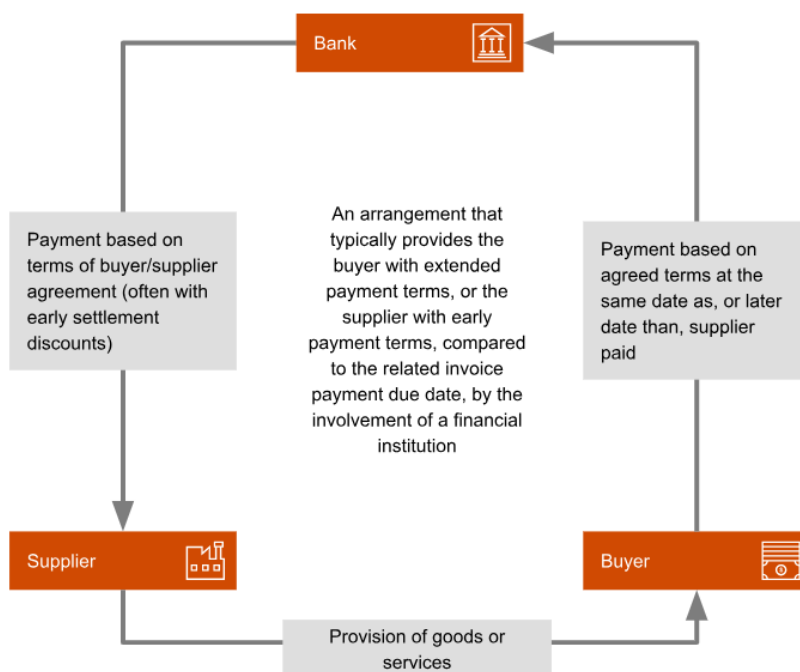 Bank
Payment based on
terms of buyer/supplier
agreement (often with
early settlement
discounts)
An arrangement that
typically provides the
buyer with extended
payment terms, or the
supplier with early
payment terms, compared
to the related invoice
payment due date, by the
involvement of a financial
institution
Payment based on
agreed terms at the
same date as, or later
date than, supplier
paid
Supplier
Buyer
Provision of goods or
services